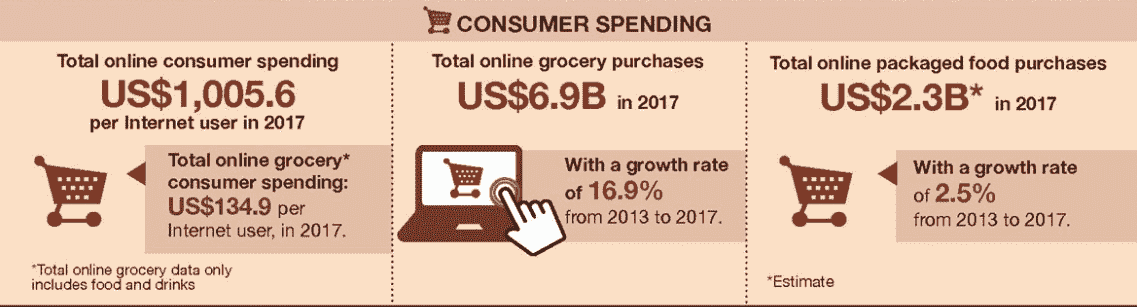 CONSUMER SPENDING
Total online consumer spending
US$1,005.6
per Internet user in 2017
Total online grocery*
consumer spending:
US$134.9 per
Internet user, in 2017.
*Total online grocery data only
includes food and drinks
Total online grocery purchases
US$6.9B in 2017
With a growth rate
of 16.9%
from 2013 to 2017.
Total online packaged food purchases
US$2.3B* in 2017
With a growth rate
of 2.5%
from 2013 to 2017.
*Estimate